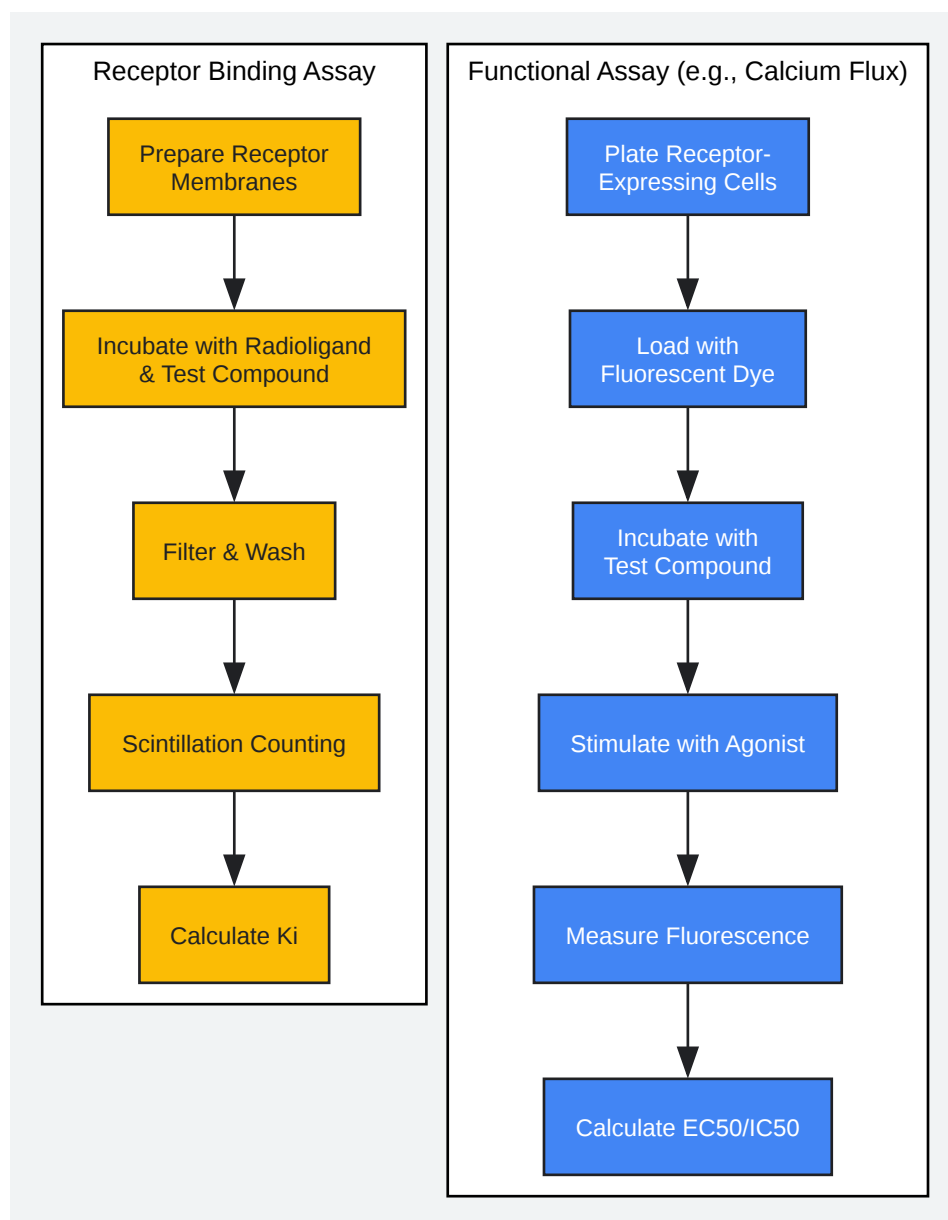 Receptor Binding Assay
Prepare Receptor
Membranes
Incubate with Radioligand
& Test Compound
Filter & Wash
Scintillation Counting
Calculate Ki
Functional Assay (e.g., Calcium Flux)
Plate Receptor-
Expressing Cells
Load with
Fluorescent Dye
Incubate with
Test Compound
Stimulate with Agonist
Measure Fluorescence
Calculate EC50/IC50